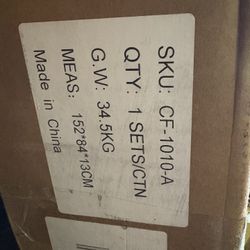 SKU: CF-1010-A
QTY: 1 SETS/CTN
G.W: 34.5KG
MEAS: 152*84*13CM
Made in China